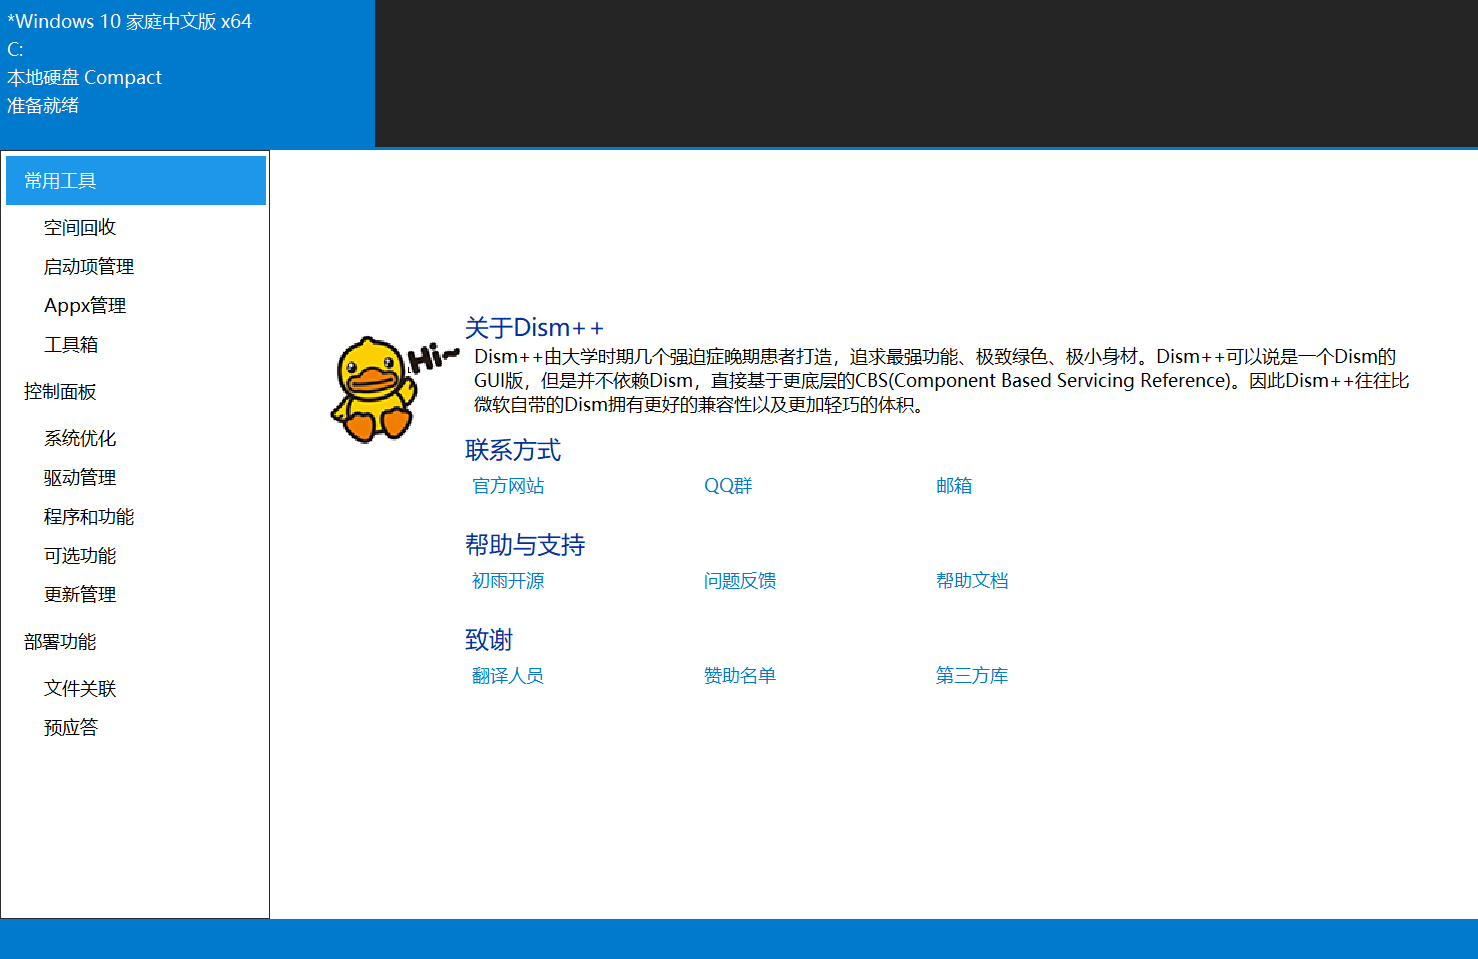 *Windows 10 家庭中文版 x64
C:
本地硬盘 Compact
准备就绪
常用工具
空间回收
启动项管理
Appx管理
工具箱
控制面板
系统优化
驱动管理
程序和功能
可选功能
更新管理
部署功能
文件关联
预应答
Hi~
关于Dism++
Dism++由大学时期几个强迫症晚期患者打造，追求最强功能、极致绿色、极小身材。Dism++可以说是一个Dism的
GUI版，但是并不依赖Dism，直接基于更底层的CBS(Component Based Servicing Reference)。因此Dism++往往比
微软自带的Dism拥有更好的兼容性以及更加轻巧的体积。
联系方式
官方网站 QQ群 邮箱
帮助与支持
初雨开源 问题反馈 帮助文档
致谢
翻译人员 赞助名单 第三方库